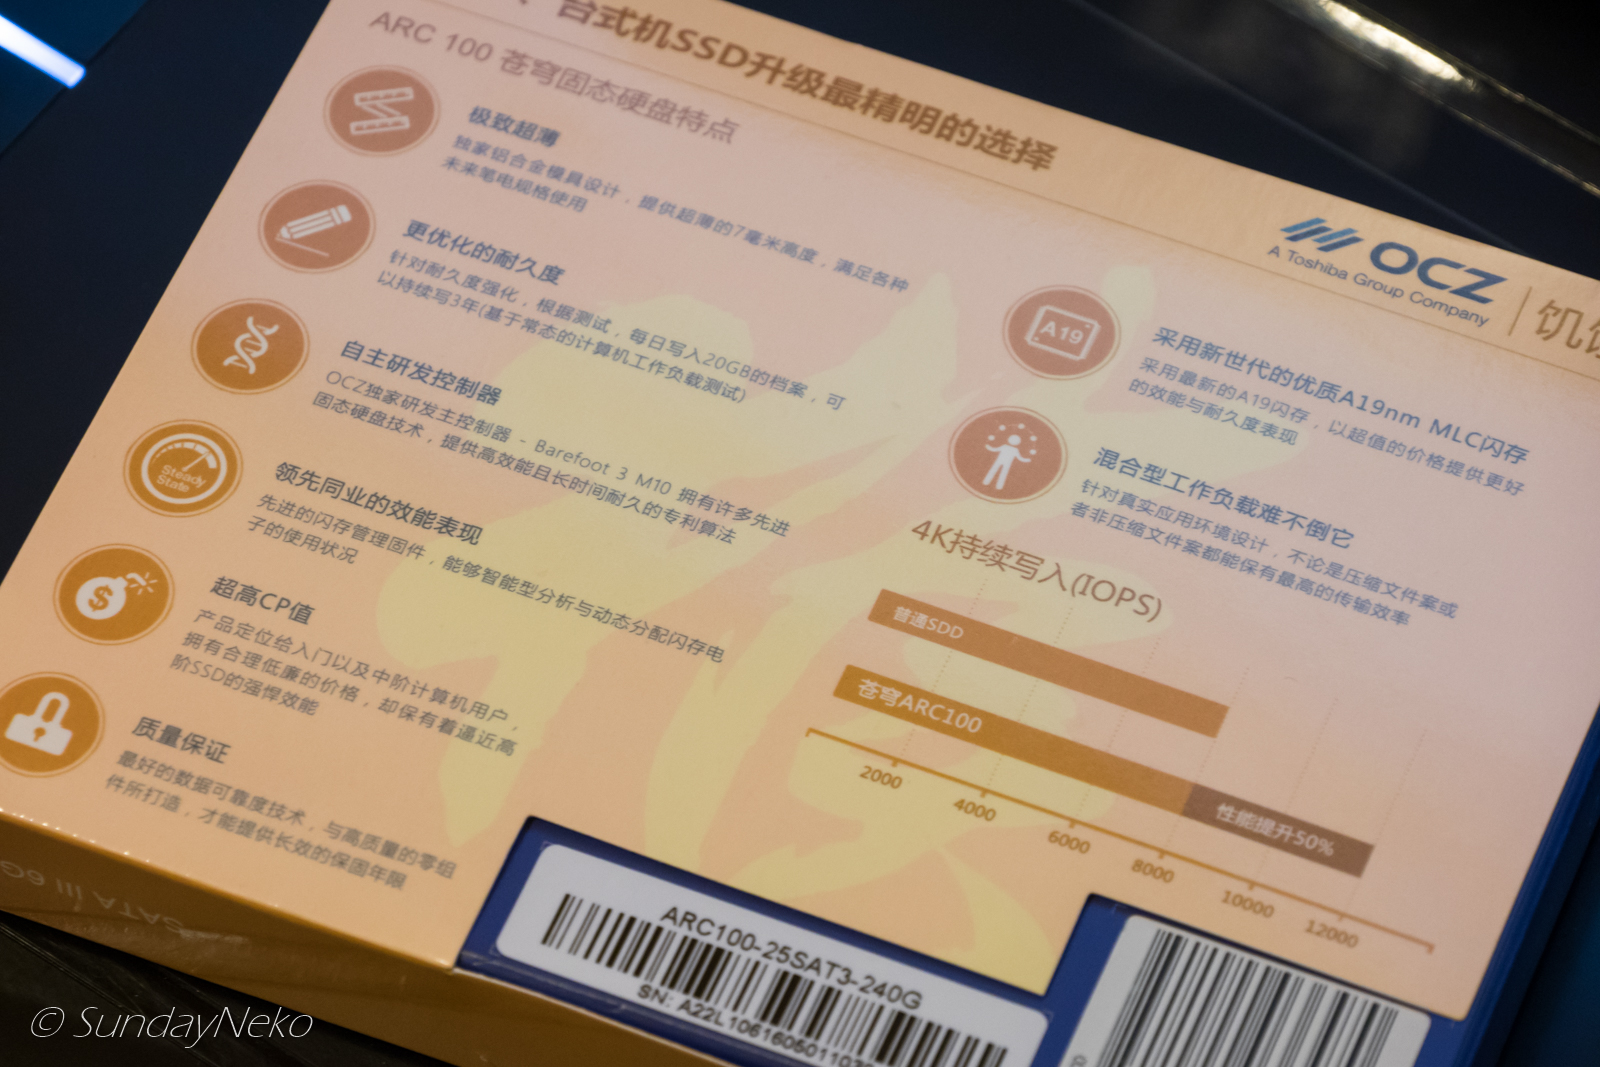 台式机SSD升级最精明的选择
ARC 100 苍穹固态硬盘特点
极致超薄
独家铝合金模具设计，提供超薄的7毫米高度，满足各种
未来笔电规格使用
更优化的耐久度
针对耐久度强化，根据测试，每日写入20GB的档案，可
以持续写3年(基于常态的计算机工作负载测试)
自主研发控制器
OCZ独家研发主控制器 - Barefoot 3 M10 拥有许多先进
固态硬盘技术，提供高效能且长时间耐久的专利算法
Steady
State
领先同业的效能表现
先进的闪存管理固件，能够智能型分析与动态分配闪存电
子的使用状况
$
超高CP值
产品定位给入门以及中阶计算机用户，
拥有合理低廉的价格，却保有着逼近高
阶SSD的强悍效能
质量保证
最好的数据可靠度技术，与高质量的零组
件所打造，才能提供长效的保固年限
OCZ
A Toshiba Group Company
饥
A19
采用新世代的优质A19nm MLC闪存
采用最新的A19闪存，以超值的价格提供更好
的效能与耐久度表现
混合型工作负载难不倒它
针对真实应用环境设计，不论是压缩文件案或
者非压缩文件案都能保有最高的传输效率
4K持续写入(IOPS)
普通SDD
苍穹ARC100
性能提升50%
2000
4000
6000
8000
10000
12000
ARC100-25SAT3-240G
SN: A22L1061605011
SATA III 6G
© SundayNeko